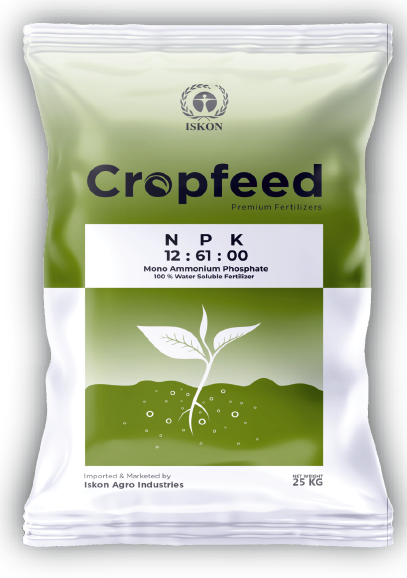 ISKON
Cropfeed
Premium Fertilizers
N P K
12 : 61 : 00
Mono Ammonium Phosphate
100 % Water Soluble Fertilizer
Imported & Marketed by
Iskon Agro Industries
NET WEIGHT
25 KG